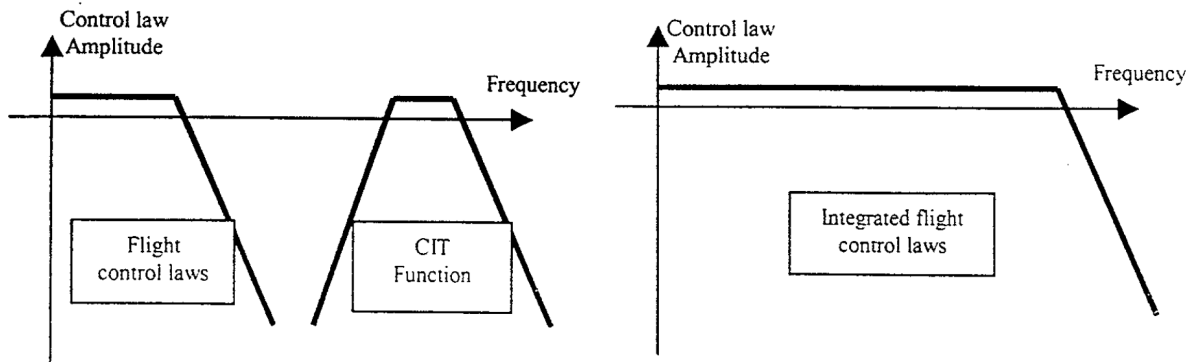 Control law
Amplitude
Frequency
Flight
control laws
CIT
Function
Control law
Amplitude
Frequency
Integrated flight
control laws